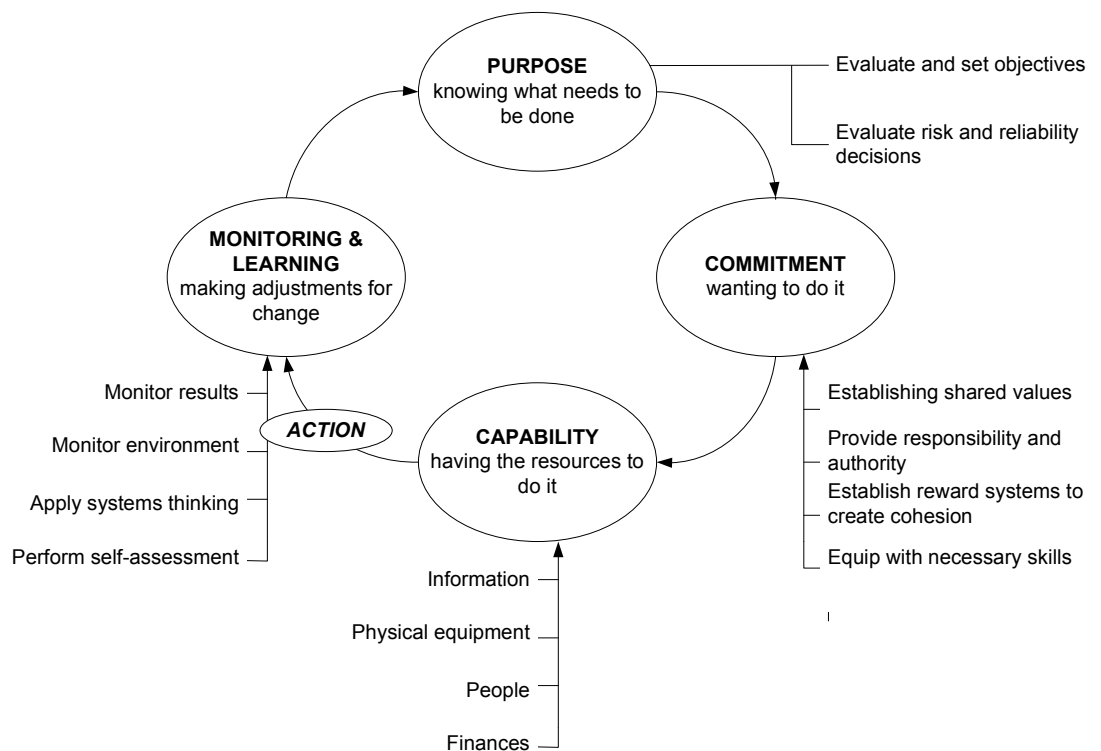 PURPOSE
knowing what needs to
be done
Evaluate and set objectives
Evaluate risk and reliability
decisions
MONITORING &
LEARNING
making adjustments for
change
COMMITMENT
wanting to do it
Monitor results
Monitor environment
Apply systems thinking
Perform self-assessment
ACTION
CAPABILITY
having the resources to
do it
Establishing shared values
Provide responsibility and
authority
Establish reward systems to
create cohesion
Equip with necessary skills
Information
Physical equipment
People
Finances